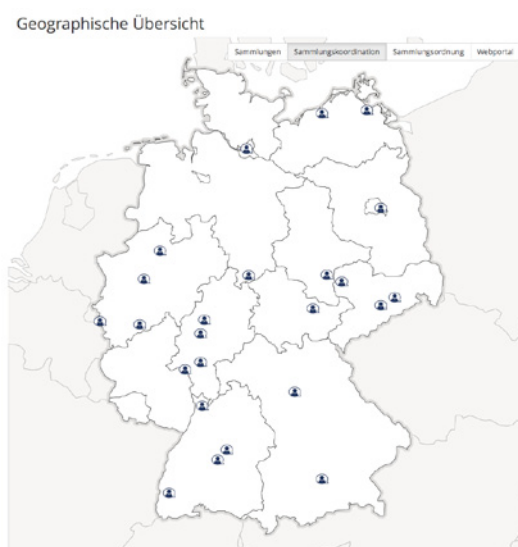 Geographische Übersicht
Sammlungen Sammlungskoordination Sammlungsordnung Webportal